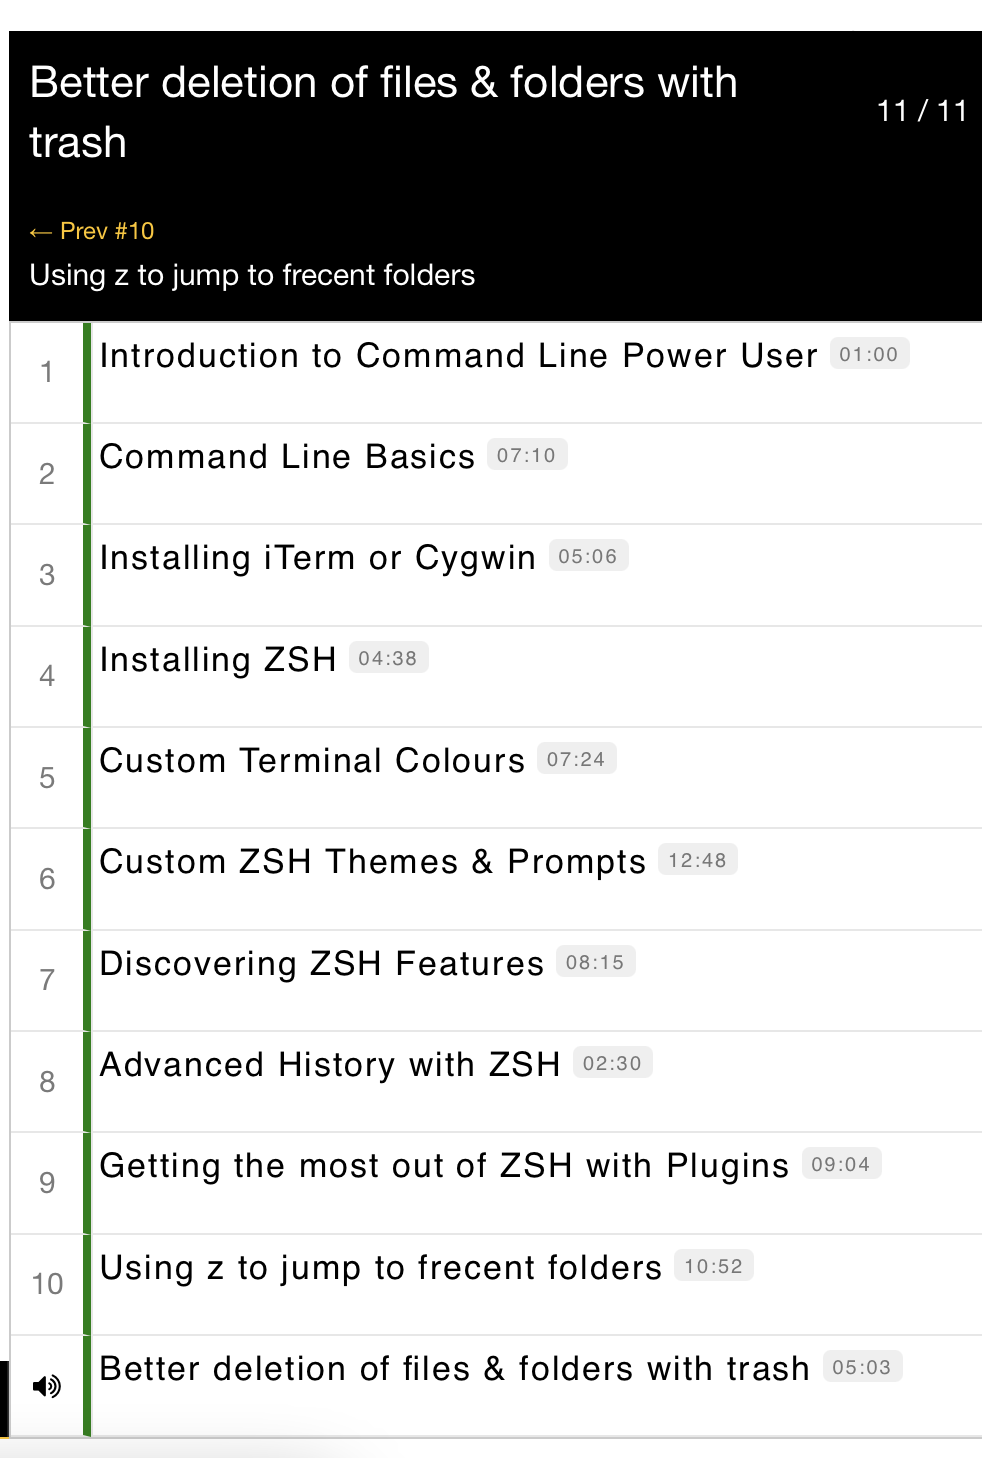 Better deletion of files & folders with
trash
11 / 11
← Prev #10
Using z to jump to frecent folders
1 Introduction to Command Line Power User 01:00
2 Command Line Basics 07:10
3 Installing iTerm or Cygwin 05:06
4 Installing ZSH 04:38
5 Custom Terminal Colours 07:24
6 Custom ZSH Themes & Prompts 12:48
7 Discovering ZSH Features 08:15
8 Advanced History with ZSH 02:30
9 Getting the most out of ZSH with Plugins 09:04
10 Using z to jump to frecent folders 10:52
Better deletion of files & folders with trash 05:03